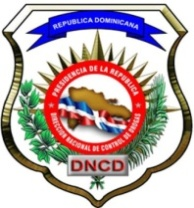 REPUBLICA DOMINICANA
PRESIDENCIA DE LA REPUBLICA
DIRECCION NACIONAL DE CONTROL DE DROGAS
DNCD